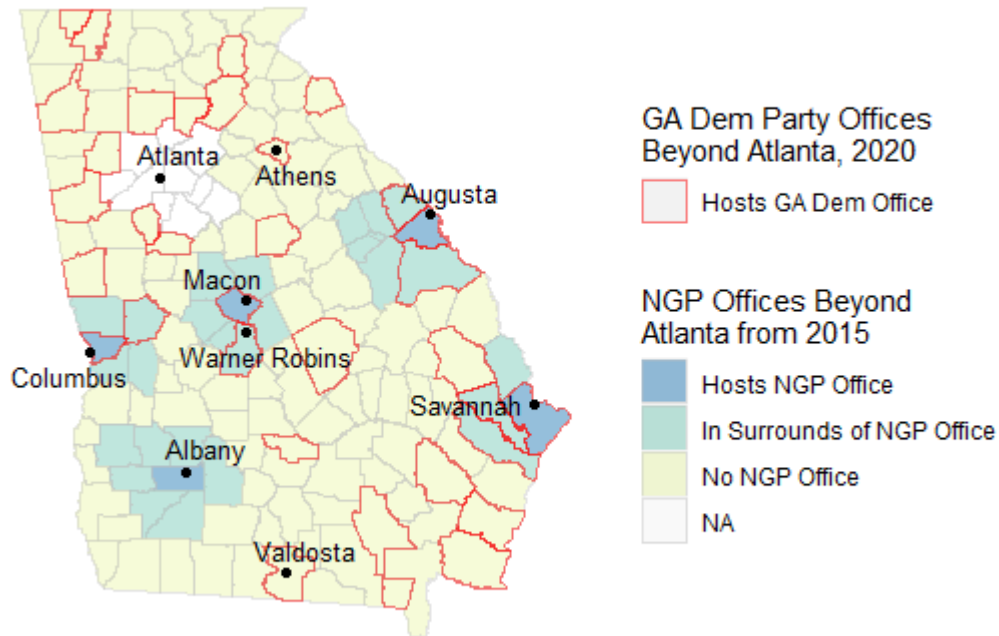 Atlanta
Athens
Augusta
Macon
Warner Robins
Columbus
Savannah
Albany
Valdosta
GA Dem Party Offices
Beyond Atlanta, 2020
Hosts GA Dem Office
NGP Offices Beyond
Atlanta from 2015
Hosts NGP Office
In Surrounds of NGP Office
No NGP Office
NA